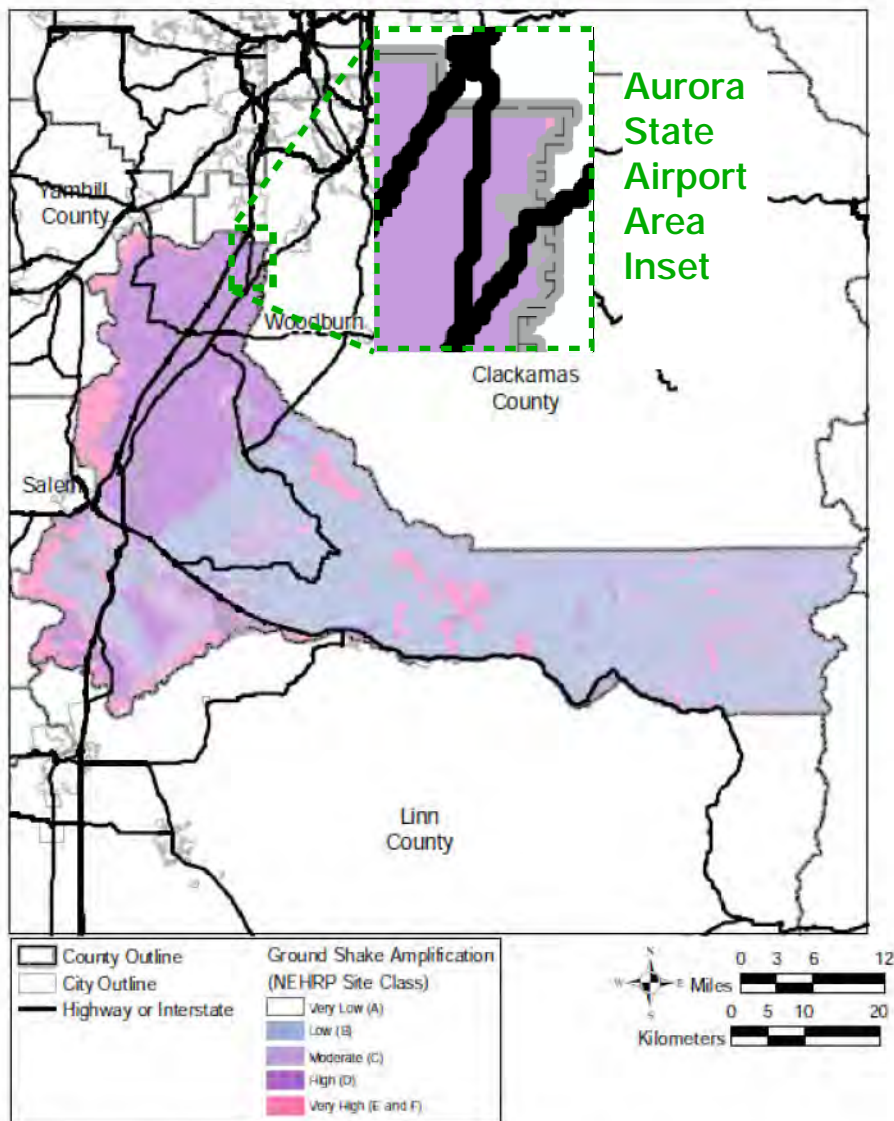 Aurora
State
Airport
Area
Inset
Yamhill
County
Woodburn
Clackamas
County
Salem
Linn
County
County Outline
City Outline
Highway or Interstate
Ground Shake Amplification
(NEHRP Site Class)
Very Low (A)
Low (B)
Moderate (C)
High (D)
Very High (E and F)
N
W E
S
0 3 6 12
Miles
0 5 10 20
Kilometers